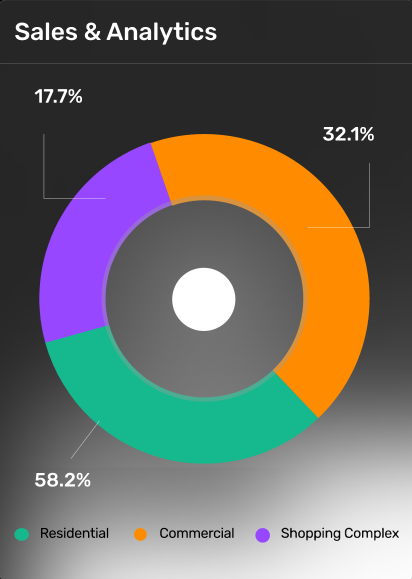 Sales & Analytics
17.7%
32.1%
58.2%
Residential
Commercial
Shopping Complex